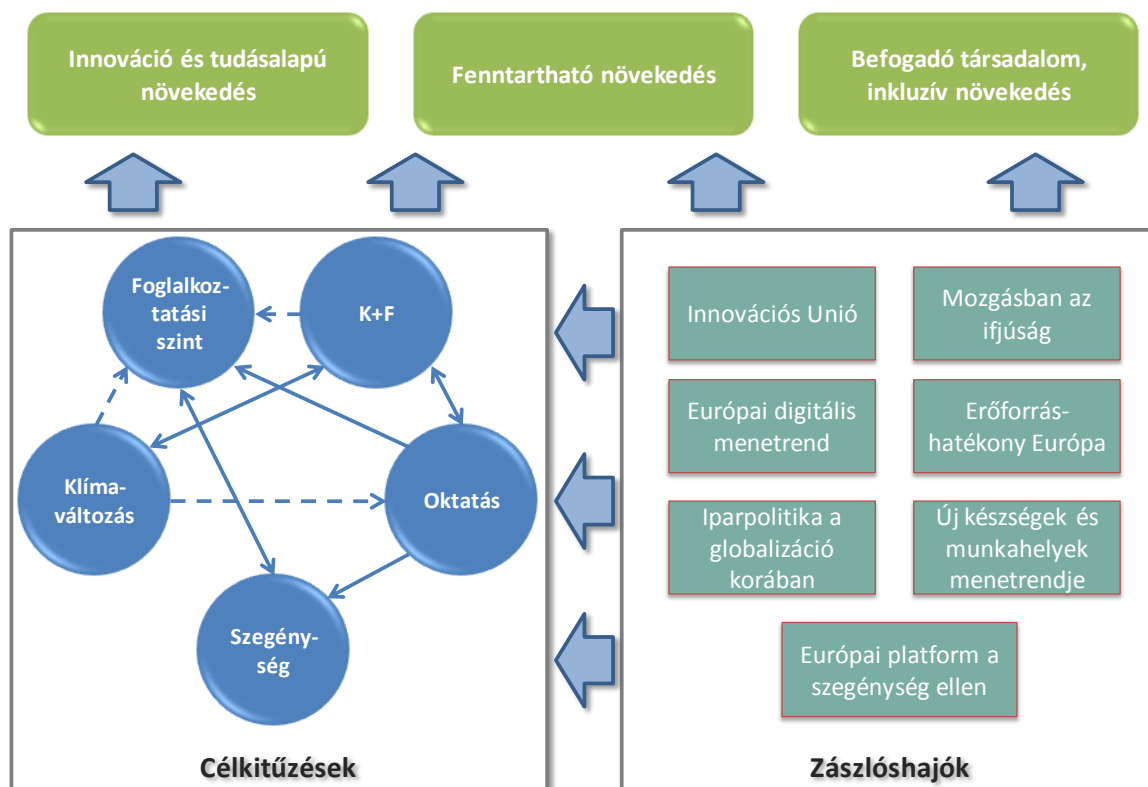 Innováció és tudásalapú
növekedés
Fenntartható növekedés
Befogadó társadalom,
inkluzív növekedés
Foglalkoz-
tatási
szint
K+F
Klíma-
változás
Oktatás
Szegény-
ség
Célkitűzések
Innovációs Unió
Mozgásban az
ifjúság
Európai digitális
menetrend
Erőforrás-
hatékony Európa
Iparpolitika a
globalizáció
korában
Új készségek és
munkahelyek
menetrendje
Európai platform a
szegénység ellen
Zászlóshajók